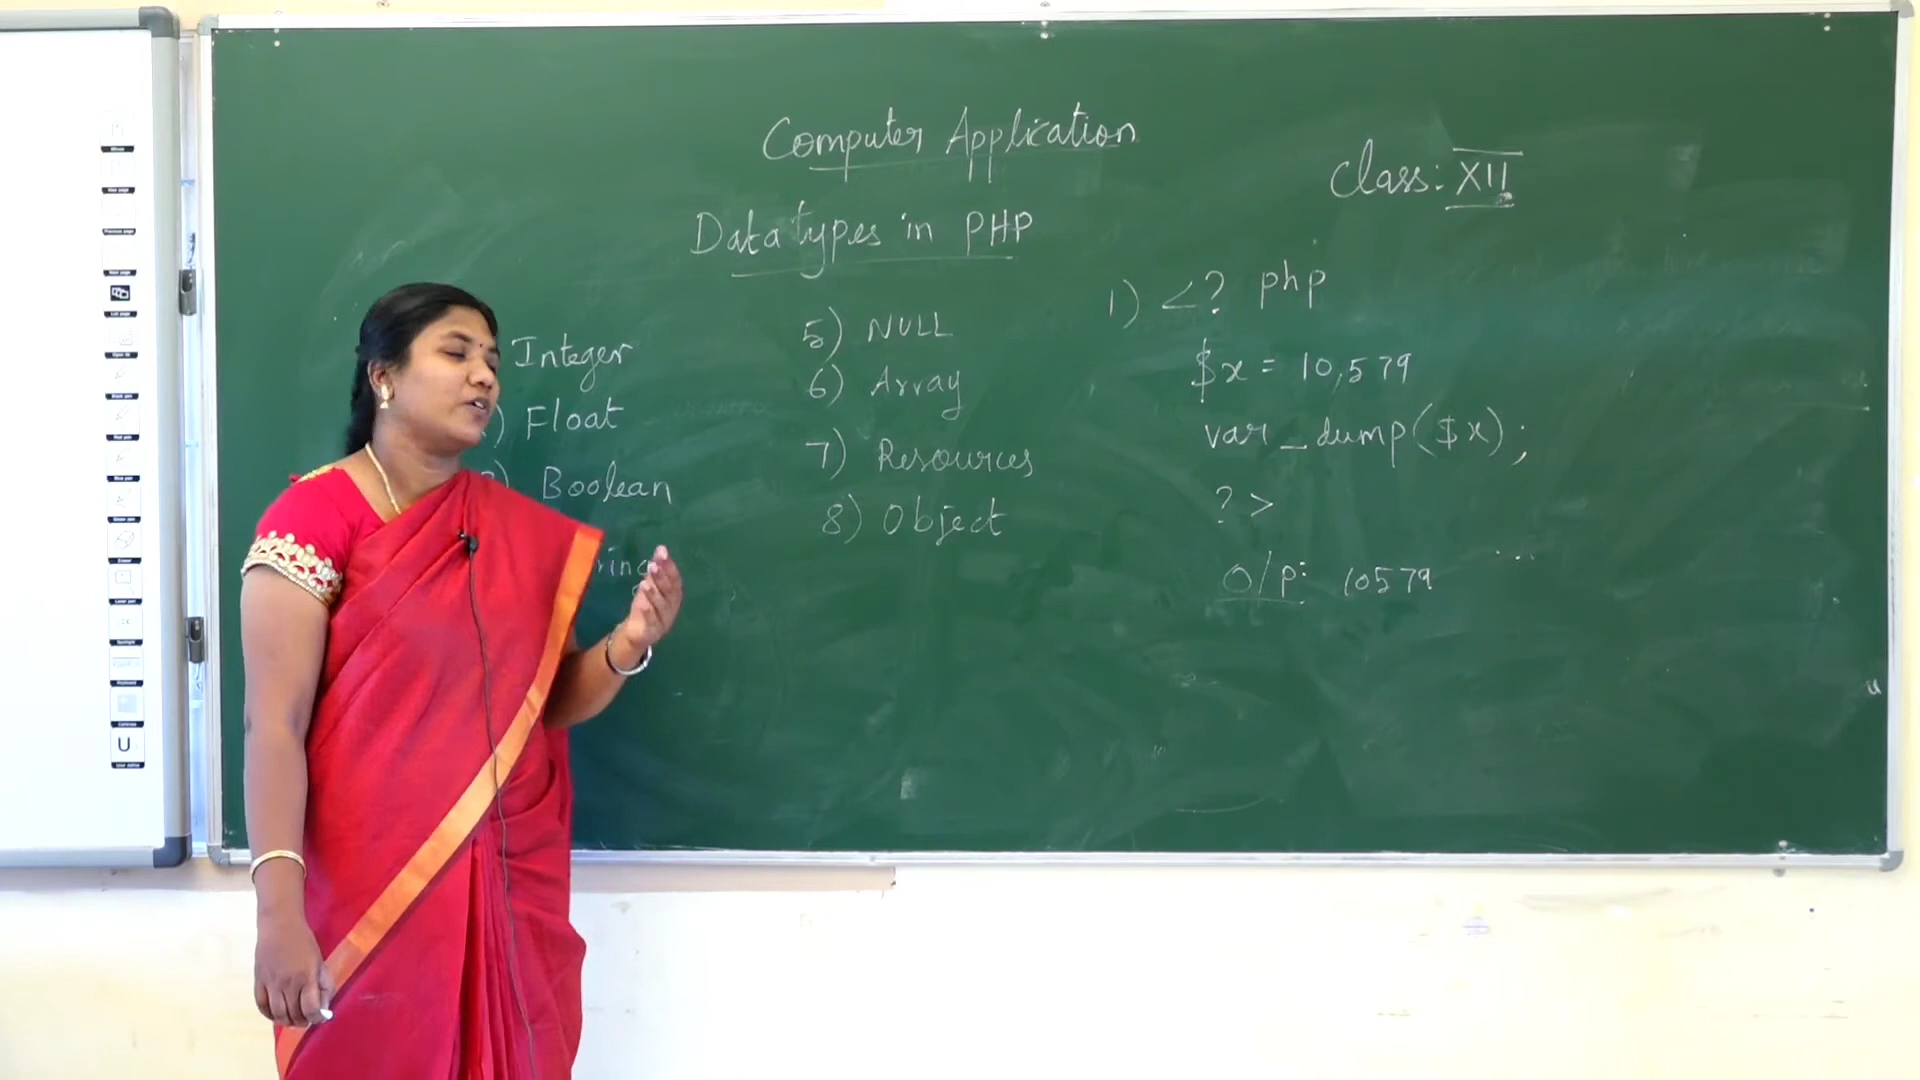 Computer Application
Class: XII
Data types in PHP
Integer
) Float
) Boolean
ring
5) NULL
6) Array
7) Resources
8) Object
1) <? php
$x = 10,579
var_dump($x);
?>
O/P: 10579
U